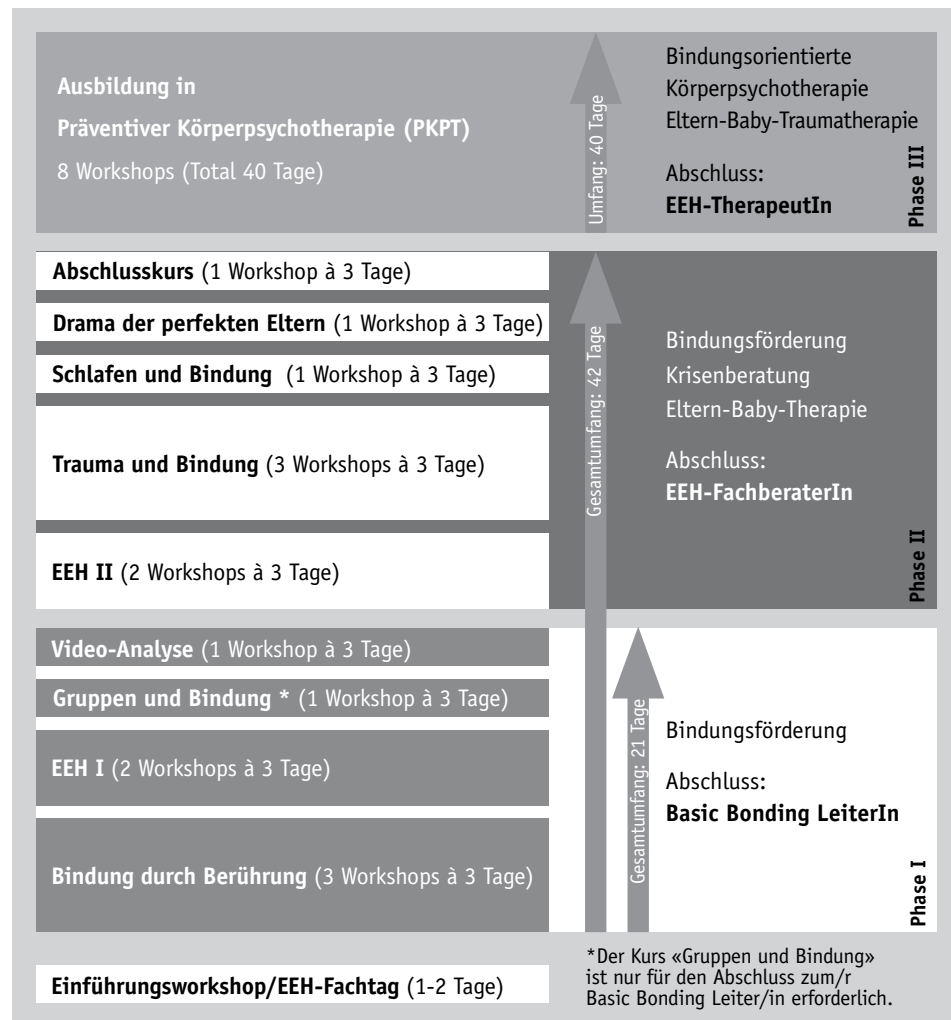 Ausbildung in
Präventiver Körperpsychotherapie (PKPT)
8 Workshops (Total 40 Tage)
Umfang: 40 Tage
Bindungsorientierte
Körperpsychotherapie
Eltern-Baby-Traumatherapie
Abschluss:
EEH-TherapeutIn
Phase III
Abschlusskurs (1 Workshop à 3 Tage)
Drama der perfekten Eltern (1 Workshop à 3 Tage)
Schlafen und Bindung (1 Workshop à 3 Tage)
Trauma und Bindung (3 Workshops à 3 Tage)
EEH II (2 Workshops à 3 Tage)
Gesamtumfang: 42 Tage
Bindungsförderung
Krisenberatung
Eltern-Baby-Therapie
Abschluss:
EEH-FachberaterIn
Phase II
Video-Analyse (1 Workshop à 3 Tage)
Gruppen und Bindung * (1 Workshop à 3 Tage)
EEH I (2 Workshops à 3 Tage)
Bindung durch Berührung (3 Workshops à 3 Tage)
Gesamtumfang: 21 Tage
Bindungsförderung
Abschluss:
Basic Bonding LeiterIn
Phase I
Einführungsworkshop/EEH-Fachtag (1-2 Tage)
*Der Kurs «Gruppen und Bindung»
ist nur für den Abschluss zum/r
Basic Bonding Leiter/in erforderlich.